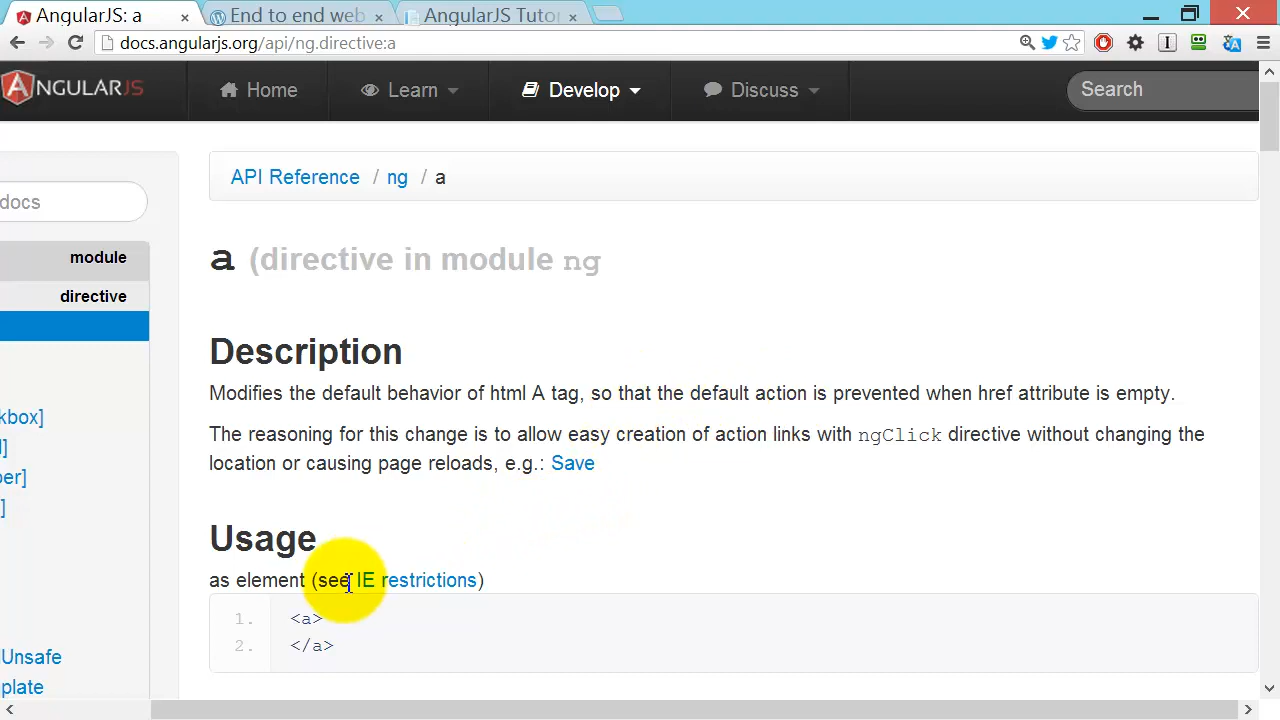 AngularJS: a
End to end web
AngularJS Tutor
docs.angularjs.org/api/ng.directive:a
ANGULARJS
Home
Learn
Develop
Discuss
Search
docs
module
directive
kbox]
]
ber]
]
Unsafe
plate
API Reference / ng / a
a (directive in module ng
Description
Modifies the default behavior of html A tag, so that the default action is prevented when href attribute is empty.
The reasoning for this change is to allow easy creation of action links with ngClick directive without changing the
location or causing page reloads, e.g.: Save
Usage
as element (see IE restrictions)
1. <a>
2. </a>